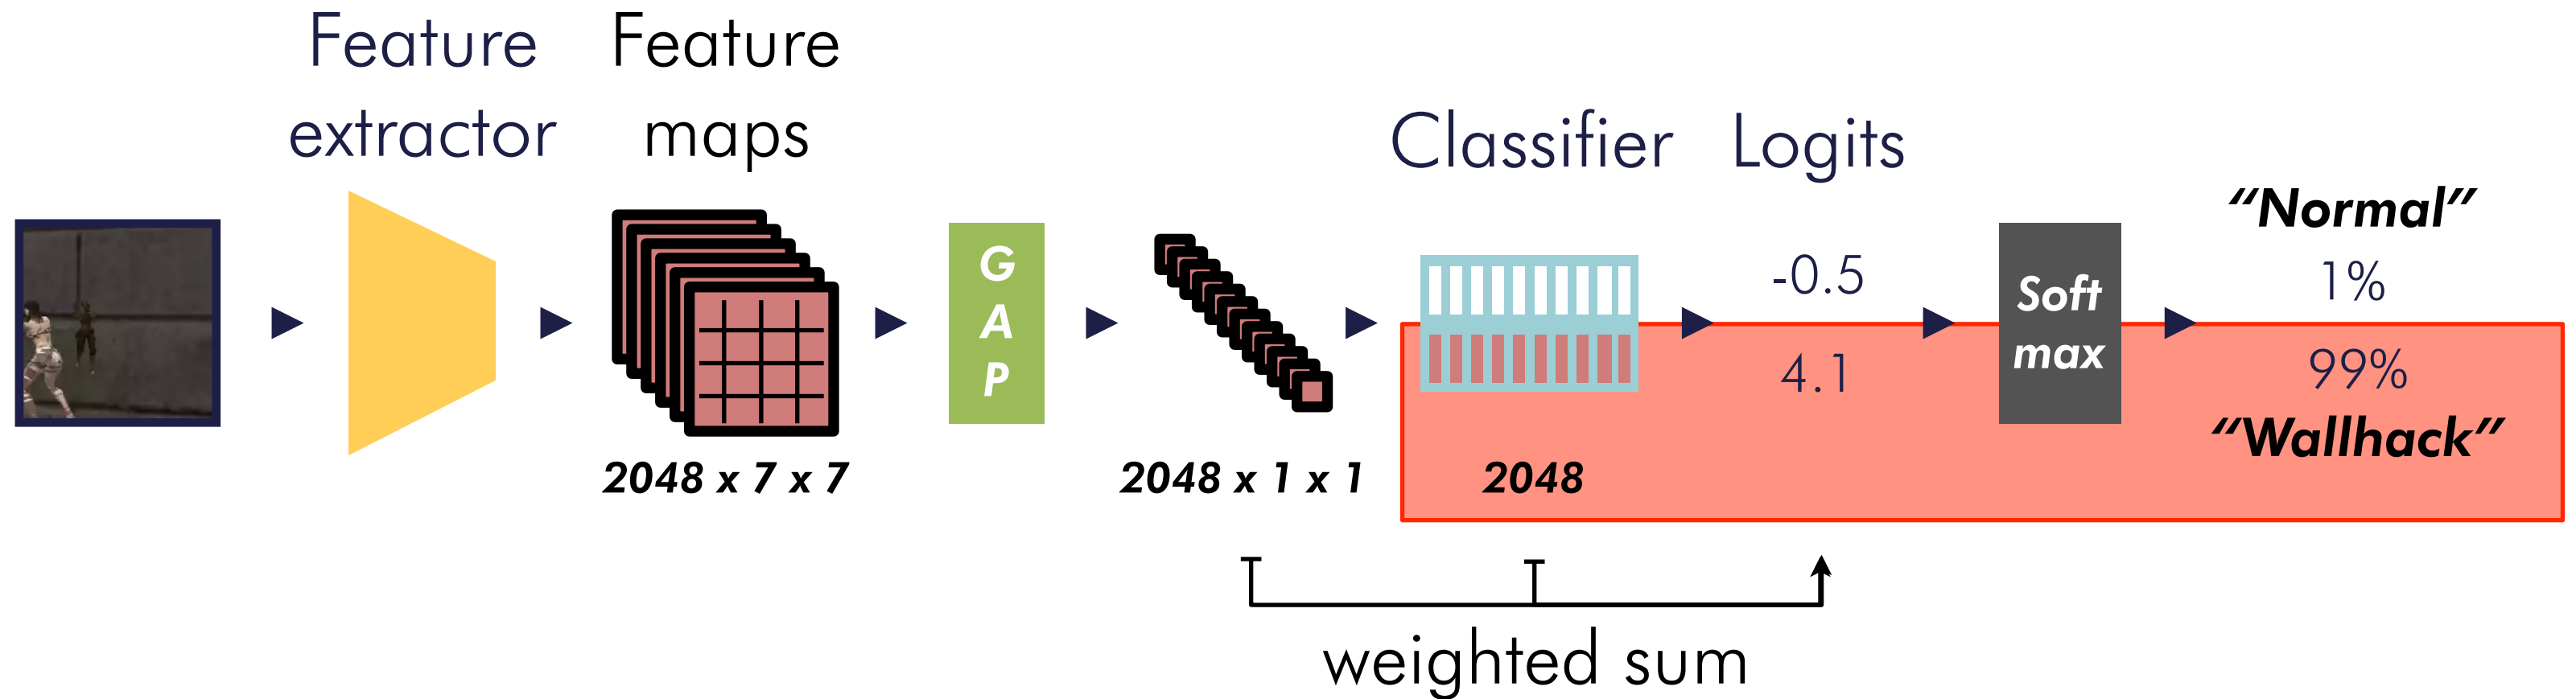 Feature
extractor
Feature
maps
Classifier
Logits
G
A
P
-0.5
4.1
Soft
max
“Normal”
1%
99%
“Wallhack”
2048 x 7 x 7
2048 x 1 x 1
2048
weighted sum